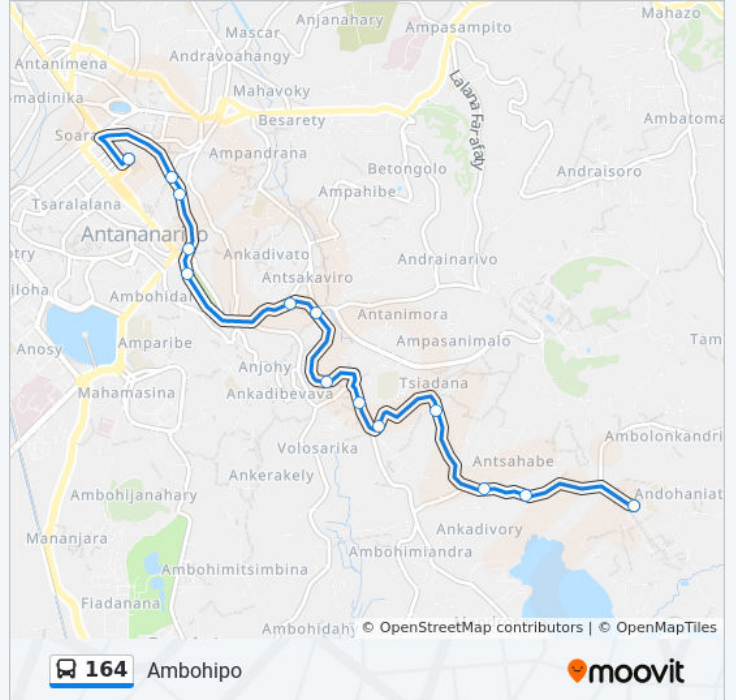 Mahazo
Anjanahary
Ampasampito
Mascar
Andravoahangy
Antanimena
Lalana Farafaty
Mahavoky
omadinika
Besarety
Ambatoma
Soara
Ampandrana
Betongolo
Andraisoro
Ampahibe
Tsaralalana
Antananarivo
Ankadivato
Andrainarivo
otry
Antsakaviro
iloha
Ambohidah
Antanimora
Anosy
Amparibe
Ampasanimalo
Tam
Anjohy
Tsiadana
Mahamasina
Ankadibevava
Ambolonkandri
Volosarika
Antsahabe
Ankerakely
Ambohijanahary
Andohaniat
Ankadivory
Mananjara
Ambohimiandra
Ambohimitsimbina
Fiadanana
Ambohidahy
© OpenStreetMap contributors | © OpenMapTiles
164 Ambohipo
moovit